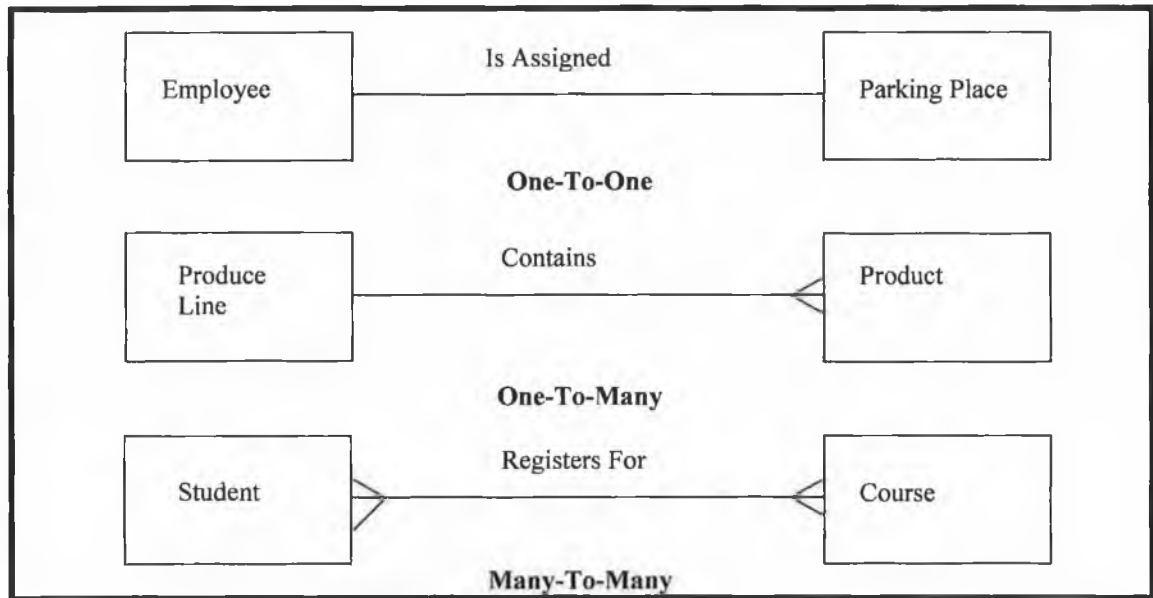 Is Assigned
Employee
Parking Place
One-To-One
Contains
Produce
Line
Product
One-To-Many
Registers For
Student
Course
Many-To-Many